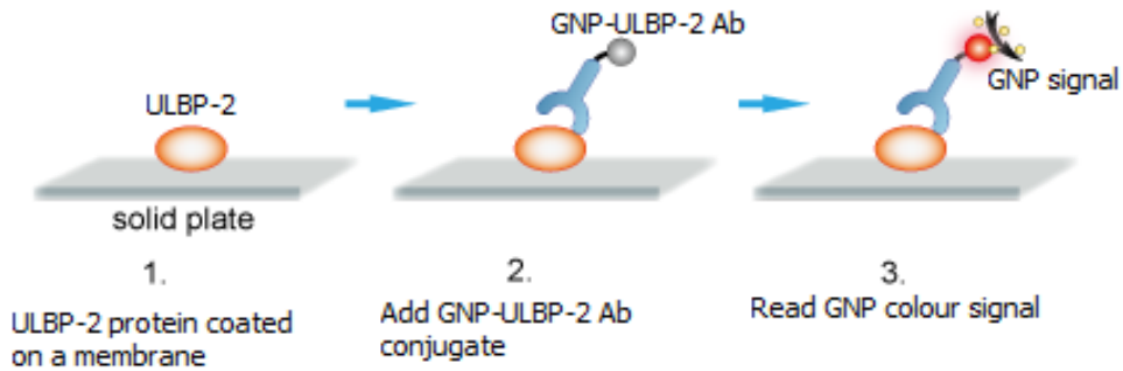 GNP-ULBP-2 Ab
ULBP-2
GNP signal
solid plate
1.
ULBP-2 protein coated
on a membrane
2.
Add GNP-ULBP-2 Ab
conjugate
3.
Read GNP colour signal